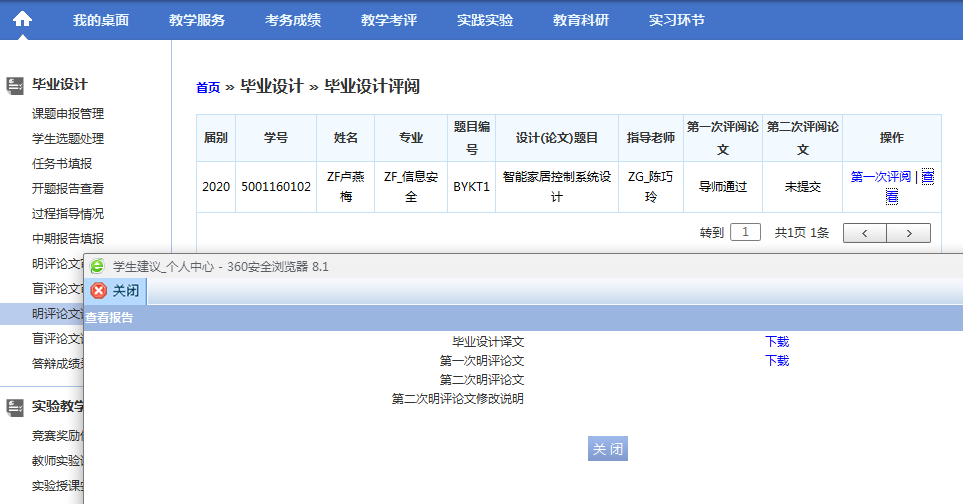 我的桌面 教学服务 考务成绩 教学考评 实践实验 教育科研 实习环节
毕业设计
课题申报管理
学生选题处理
任务书填报
开题报告查看
过程指导情况
中期报告填报
明评论文
盲评论文
明评论文
盲评论文
答辩成绩
实验教学
竞赛奖励
教师实验
实验授课
首页 » 毕业设计 » 毕业设计评阅
届别 学号 姓名 专业 题目编号 设计(论文)题目 指导老师 第一次评阅论文 第二次评阅论文 操作
2020 5001160102 ZF卢燕梅 ZF_信息安全 BYKT1 智能家居控制系统设计 ZG_陈巧玲 导师通过 未提交 第一次评阅 | 查看
转到 1 共1页 1条 < >
学生建议_个人中心 - 360安全浏览器 8.1
关闭
查看报告
毕业设计译文 下载
第一次明评论文 下载
第二次明评论文
第二次明评论文修改说明
关 闭